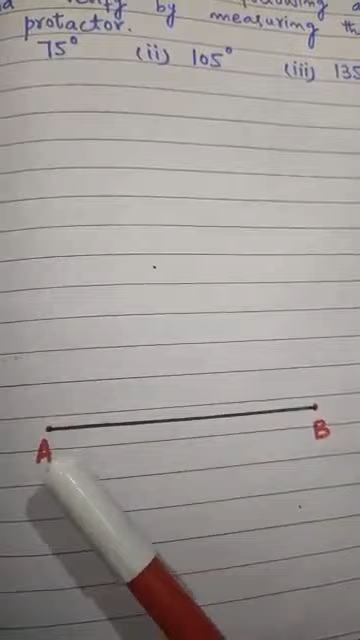 by measuring
protactor.
75° (ii) 105° (iii) 135
A B